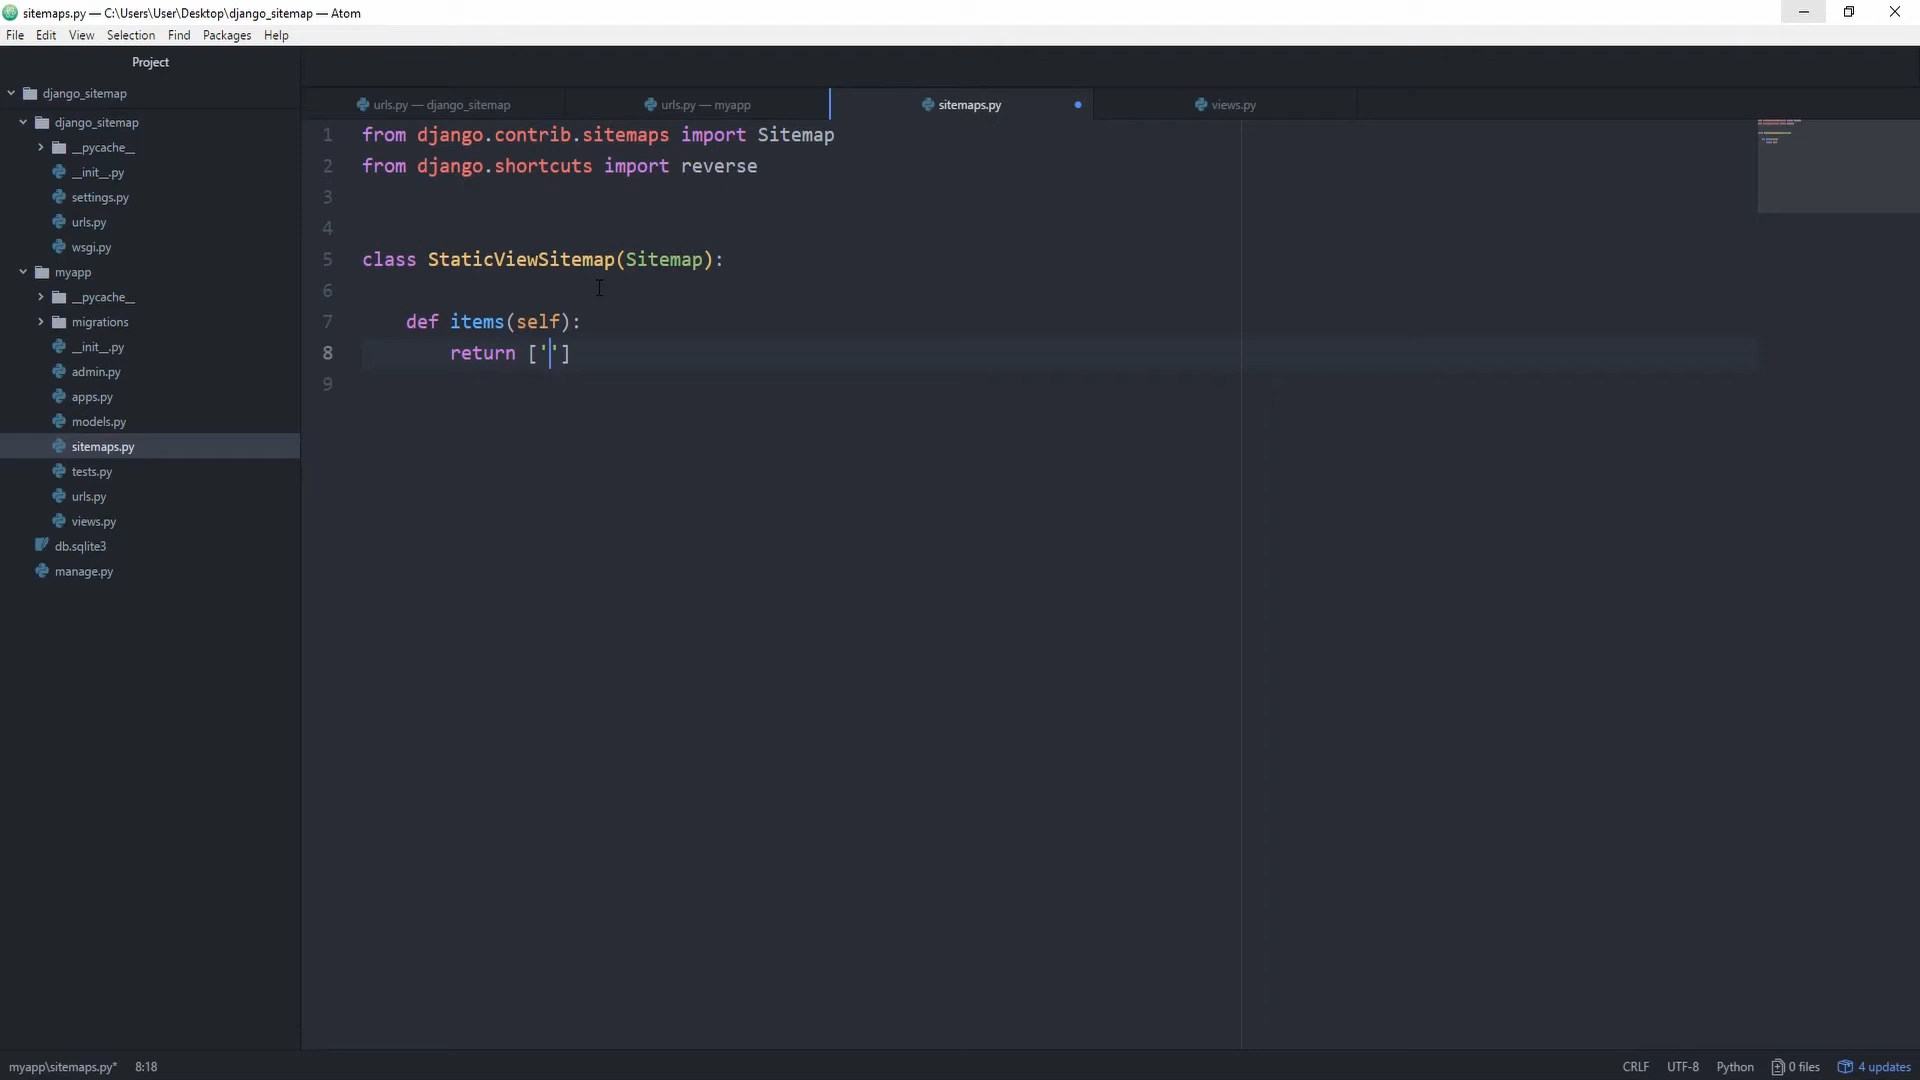 sitemaps.py — C:\Users\User\Desktop\django_sitemap — Atom
File Edit View Selection Find Packages Help
Project
django_sitemap
django_sitemap
__pycache__
__init__.py
settings.py
urls.py
wsgi.py
myapp
__pycache__
migrations
__init__.py
admin.py
apps.py
models.py
sitemaps.py
tests.py
urls.py
views.py
db.sqlite3
manage.py
urls.py — django_sitemap urls.py — myapp sitemaps.py views.py
1 from django.contrib.sitemaps import Sitemap
2 from django.shortcuts import reverse
3
4
5 class StaticViewSitemap(Sitemap):
6
7 def items(self):
8 return ['']
9
myapp\sitemaps.py* 8:18 CRLF UTF-8 Python 0 files 4 updates